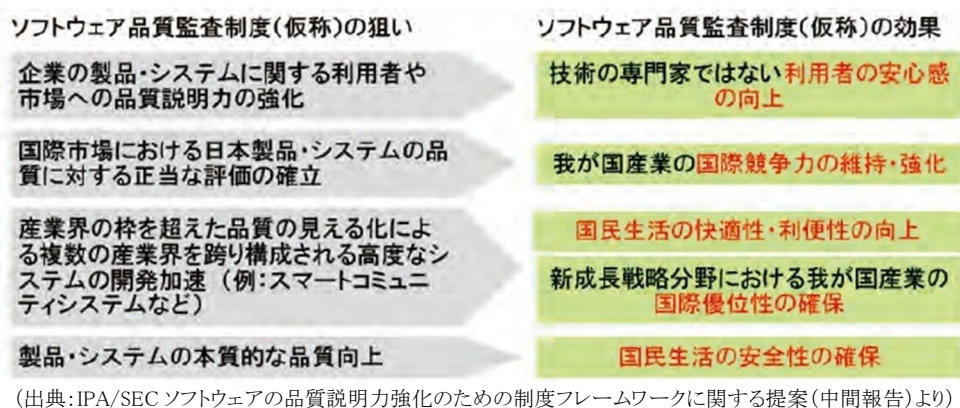 ソフトウェア品質監査制度(仮称)の狙い
ソフトウェア品質監査制度(仮称)の効果
企業の製品・システムに関する利用者や
市場への品質説明力の強化
技術の専門家ではない利用者の安心感
の向上
国際市場における日本製品・システムの品
質に対する正当な評価の確立
我が国産業の国際競争力の維持・強化
産業界の枠を超えた品質の見える化によ
る複数の産業界を跨り構成される高度なシ
ステムの開発加速 (例:スマートコミュニ
ティシステムなど)
国民生活の快適性・利便性の向上
新成長戦略分野における我が国産業の
国際優位性の確保
製品・システムの本質的な品質向上
国民生活の安全性の確保
(出典:IPA/SEC ソフトウェアの品質説明力強化のための制度フレームワークに関する提案(中間報告)より)